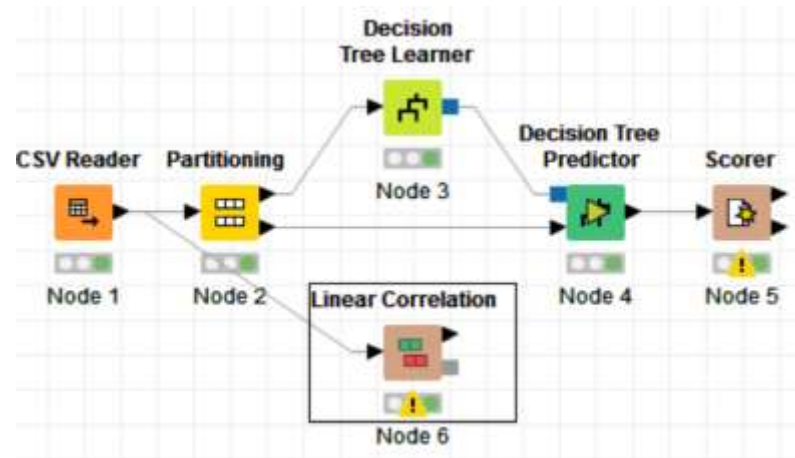 Decision
Tree Learner
Node 3
CSV Reader
Node 1
Partitioning
Node 2
Decision Tree
Predictor
Node 4
Scorer
Node 5
Linear Correlation
Node 6